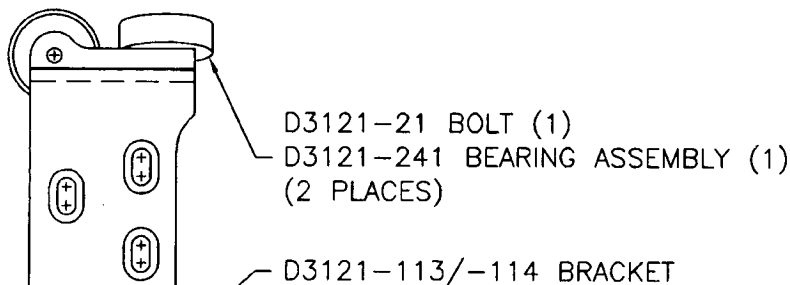 D3121-21 BOLT (1)
D3121-241 BEARING ASSEMBLY (1)
(2 PLACES)
D3121-113/-114 BRACKET